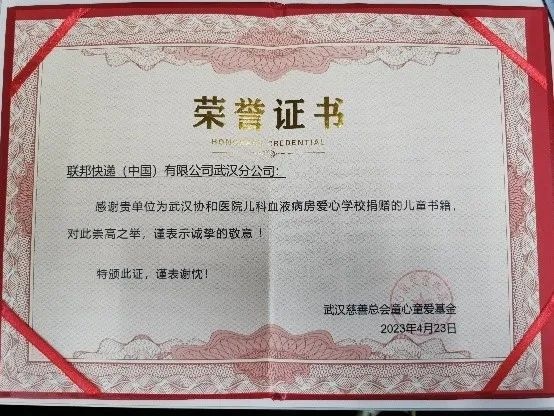 荣誉证书
HONORARY CREDENTIAL
联邦快递（中国）有限公司武汉分公司：
感谢贵单位为武汉协和医院儿科血液病房爱心学校捐赠的儿童书籍，
对此崇高之举，谨表示诚挚的敬意！
特颁此证，谨表谢忱！
武汉慈善总会童心童爱基金
2023年4月23日